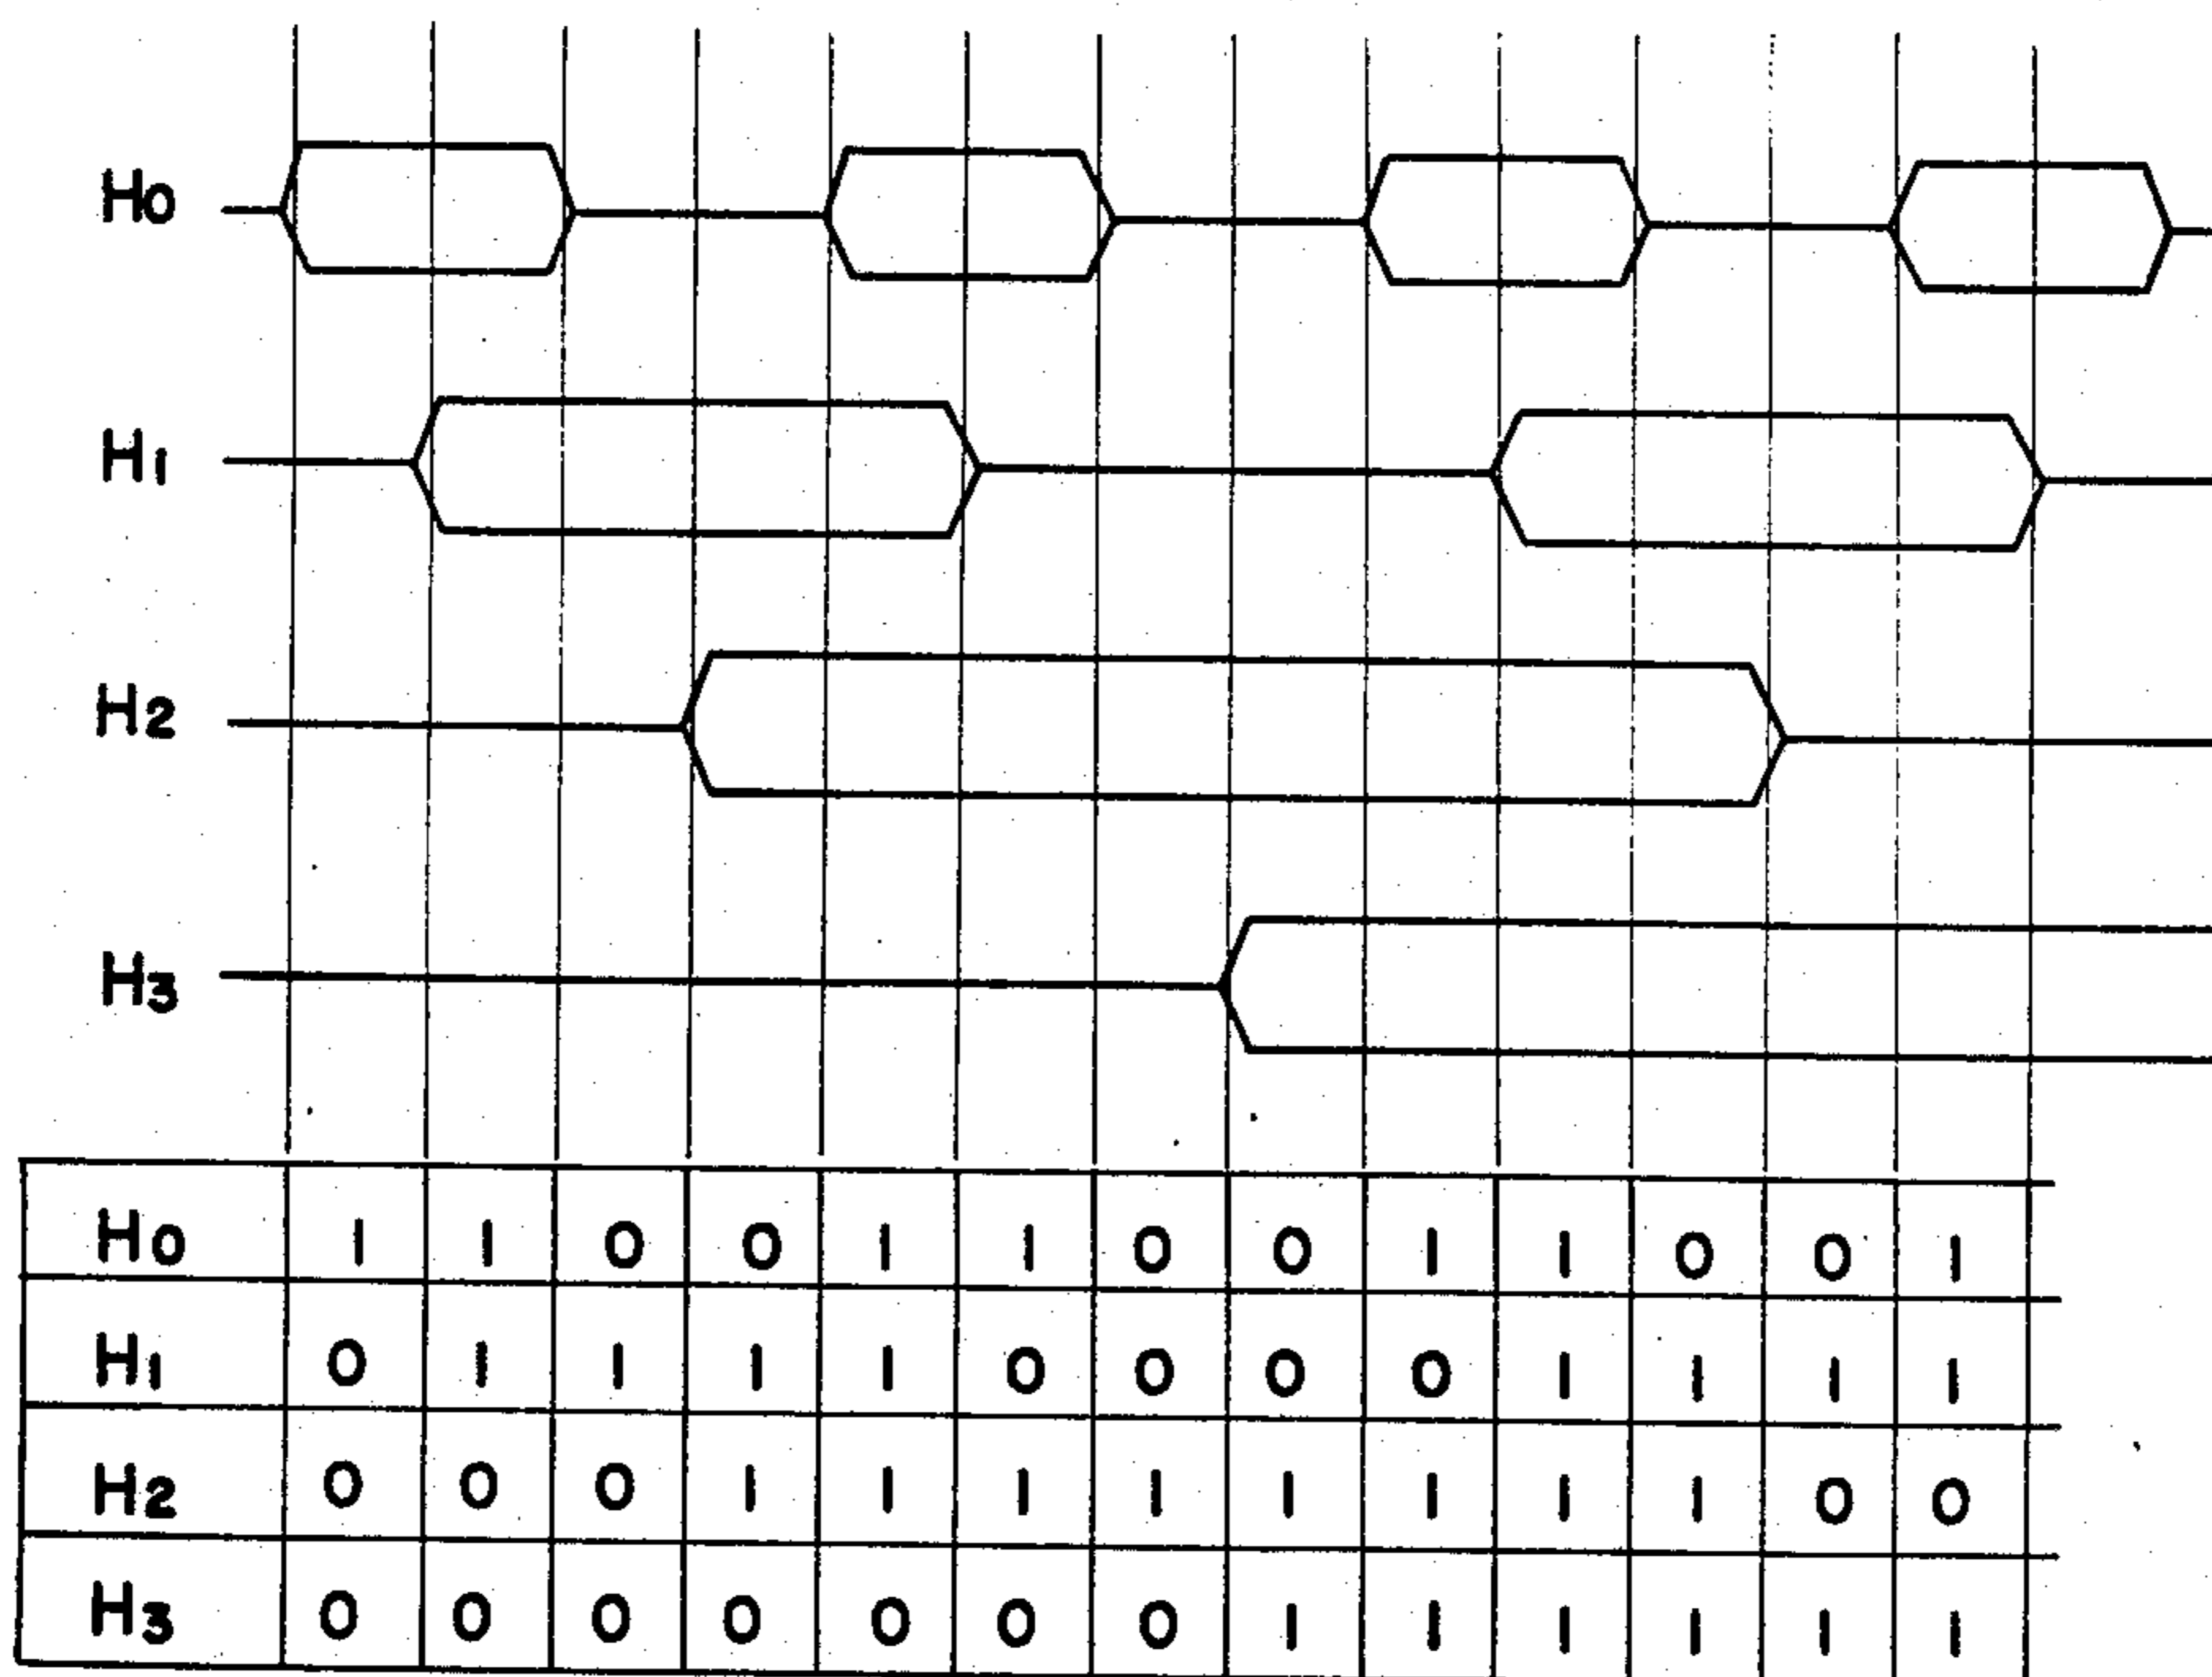 H0
H1
H2
H3
H0 1 1 0 0 1 1 0 0 1 1 0 0 1
H1 0 1 1 1 1 0 0 0 0 1 1 1 1
H2 0 0 0 1 1 1 1 1 1 1 1 0 0
H3 0 0 0 0 0 0 0 1 1 1 1 1 1